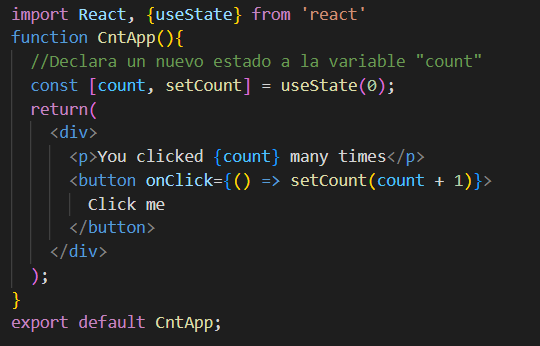 import React, {useState} from 'react'
function CntApp(){
//Declara un nuevo estado a la variable "count"
const [count, setCount] = useState(0);
return(
<div>
<p>You clicked {count} many times</p>
<button onClick={() => setCount(count + 1)}>
Click me
</button>
</div>
);
}
export default CntApp;